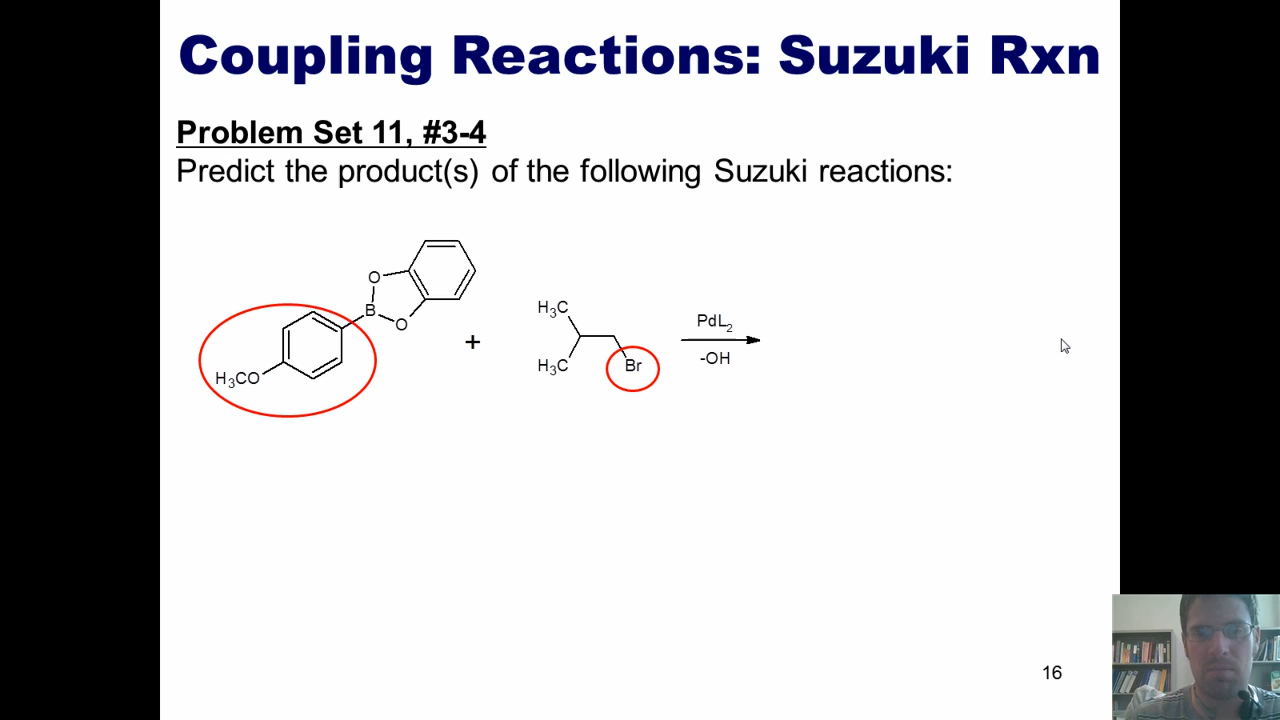 Coupling Reactions: Suzuki Rxn
Problem Set 11, #3-4
Predict the product(s) of the following Suzuki reactions:
O
B
O
H₃CO
+
H₃C
H₃C
Br
PdL₂
-OH
16